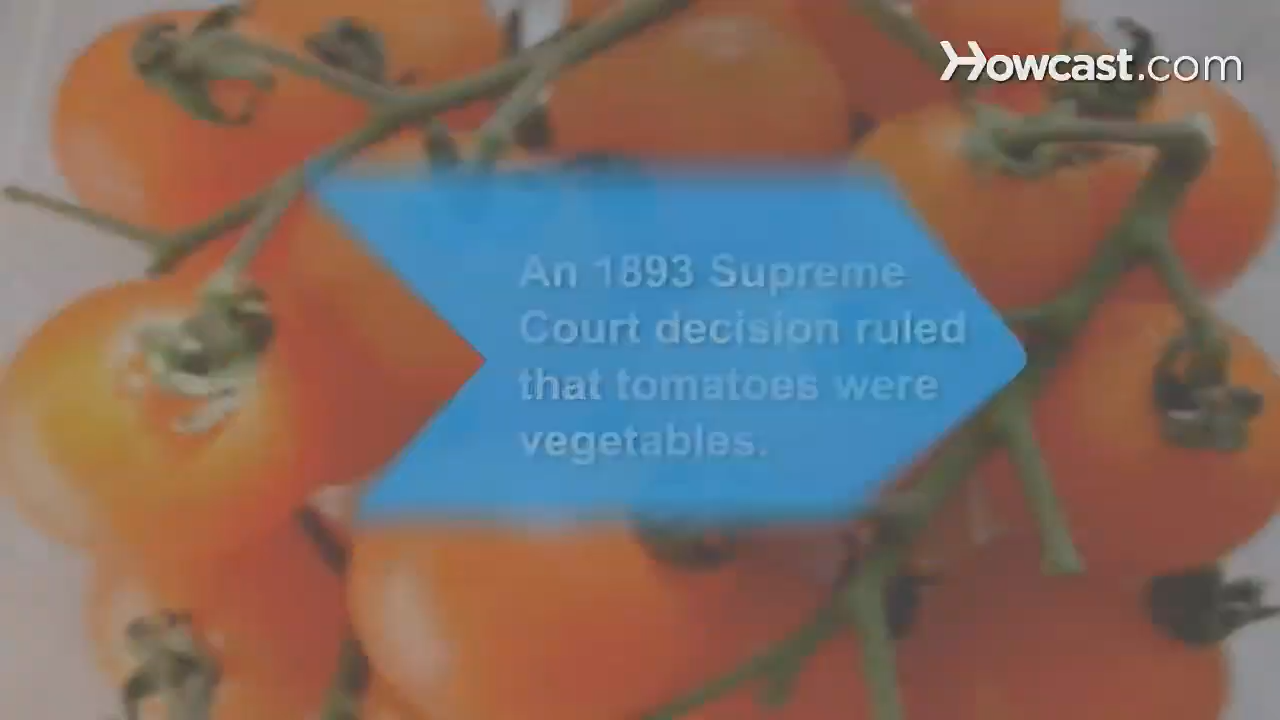 Howcast.com
An 1893 Supreme
Court decision ruled
that tomatoes were
vegetables.